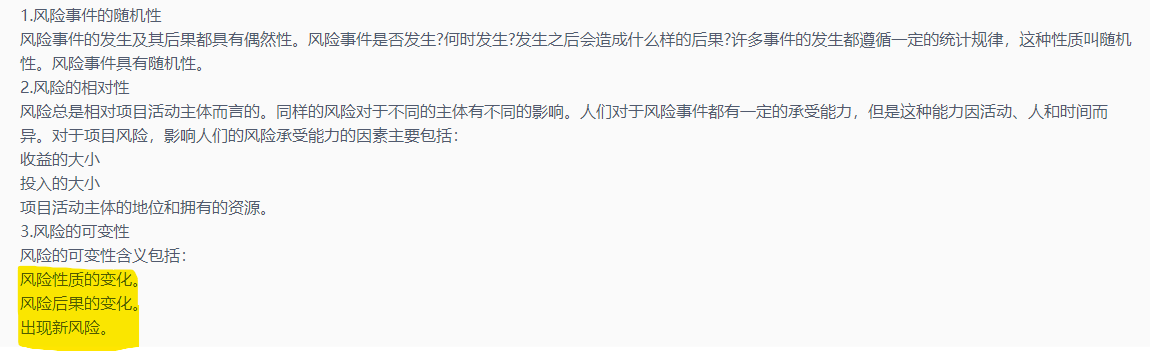 1.风险事件的随机性
风险事件的发生及其后果都具有偶然性。风险事件是否发生?何时发生?发生之后会造成什么样的后果?许多事件的发生都遵循一定的统计规律，这种性质叫随机
性。风险事件具有随机性。
2.风险的相对性
风险总是相对项目活动主体而言的。同样的风险对于不同的主体有不同的影响。人们对于风险事件都有一定的承受能力，但是这种能力因活动、人和时间而
异。对于项目风险，影响人们的风险承受能力的因素主要包括：
收益的大小
投入的大小
项目活动主体的地位和拥有的资源。
3.风险的可变性
风险的可变性含义包括：
风险性质的变化。
风险后果的变化。
出现新风险。